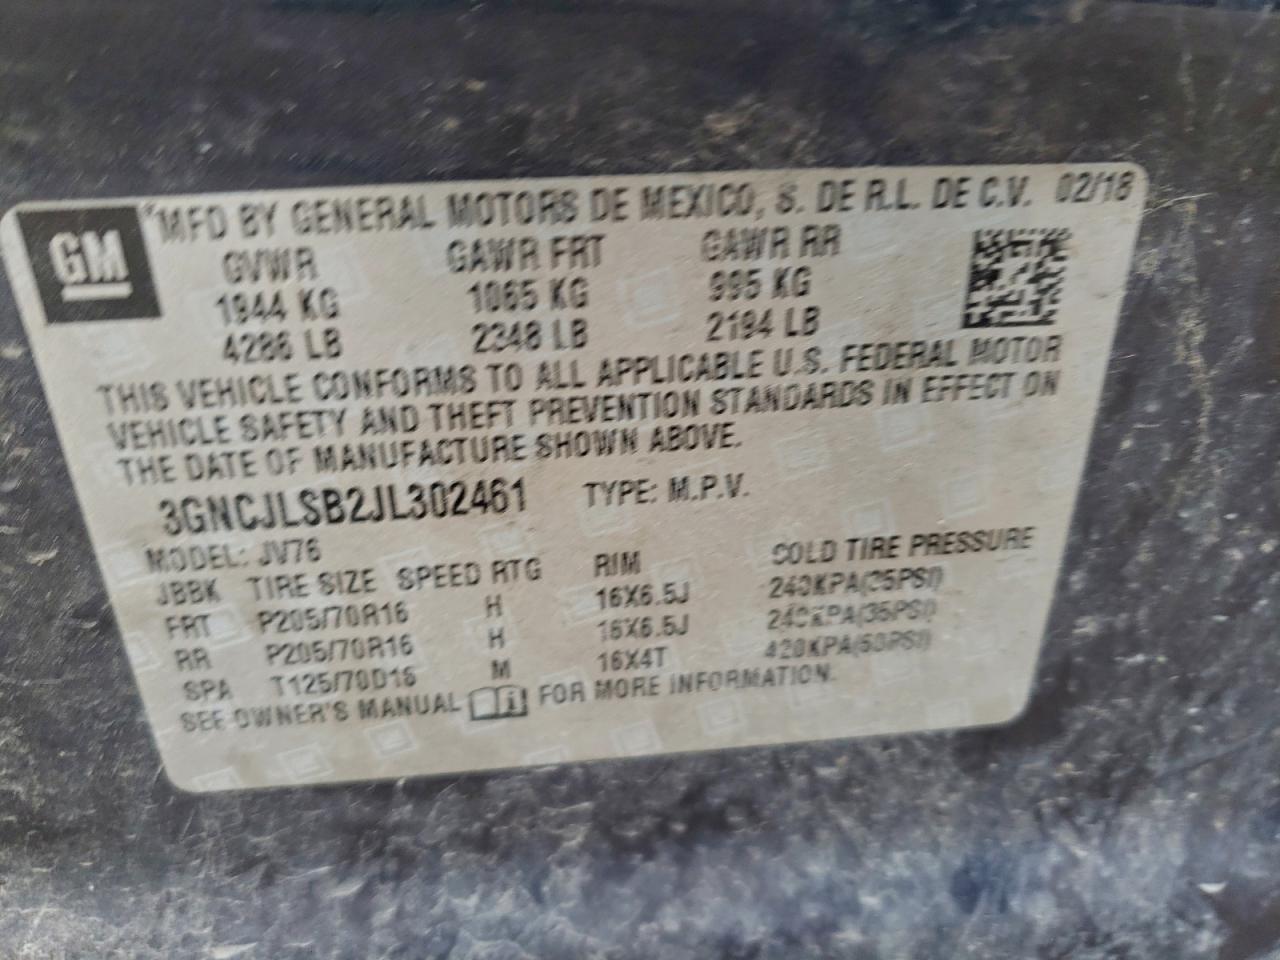 GM
MFD BY GENERAL MOTORS DE MEXICO, S. DE R.L. DE C.V. 02/18
GVWR GAWR FRT GAWR RR
1944 KG 1065 KG 995 KG
4286 LB 2348 LB 2194 LB
THIS VEHICLE CONFORMS TO ALL APPLICABLE U.S. FEDERAL MOTOR
VEHICLE SAFETY AND THEFT PREVENTION STANDARDS IN EFFECT ON
THE DATE OF MANUFACTURE SHOWN ABOVE.
3GNCJLSB2JL302461 TYPE: M.P.V.
MODEL: JV76
JBBK TIRE SIZE SPEED RTG RIM COLD TIRE PRESSURE
FRT P205/70R16 H 16X6.5J 240KPA(35PSI)
RR P205/70R16 H 16X6.5J 240KPA(35PSI)
SPA T125/70D16 M 16X4T 420KPA(60PSI)
SEE OWNER'S MANUAL FOR MORE INFORMATION.